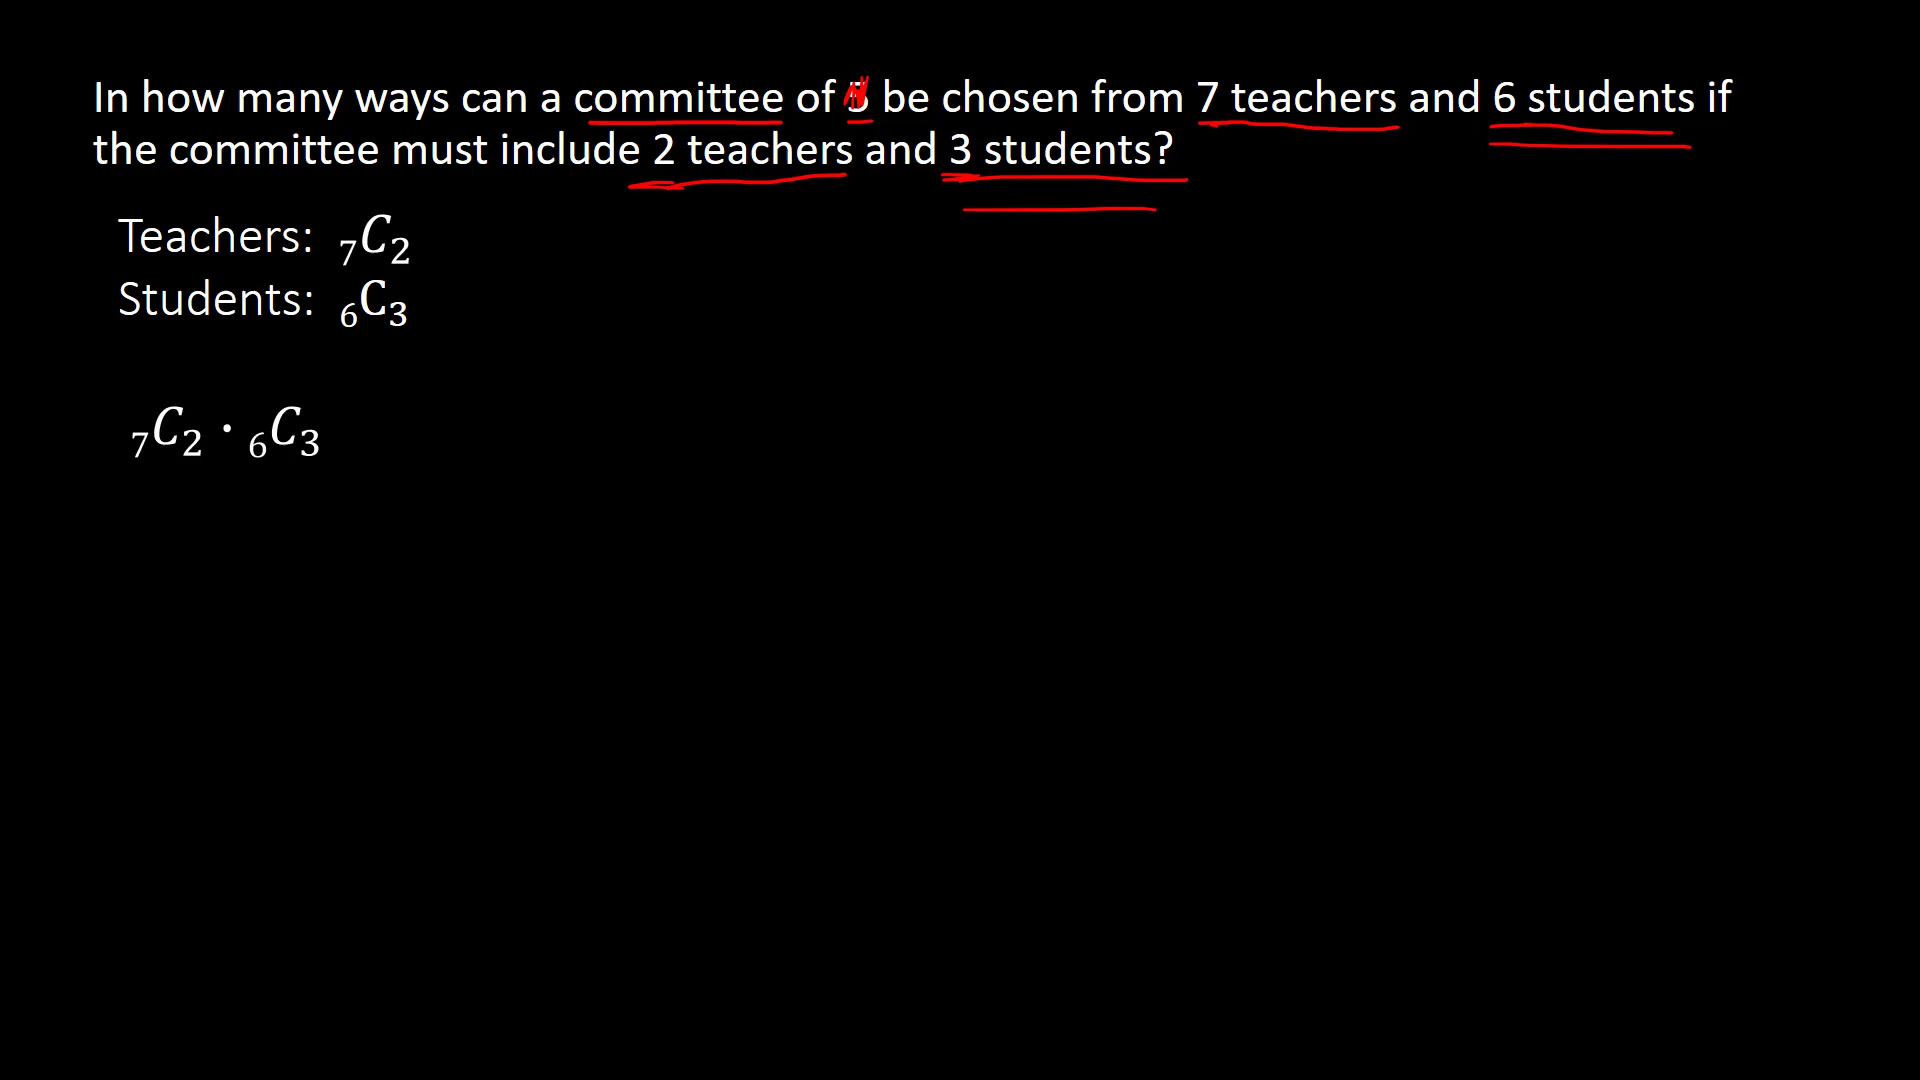 In how many ways can a committee of 5 be chosen from 7 teachers and 6 students if
the committee must include 2 teachers and 3 students?
Teachers: ₇C₂
Students: ₆C₃
₇C₂ · ₆C₃